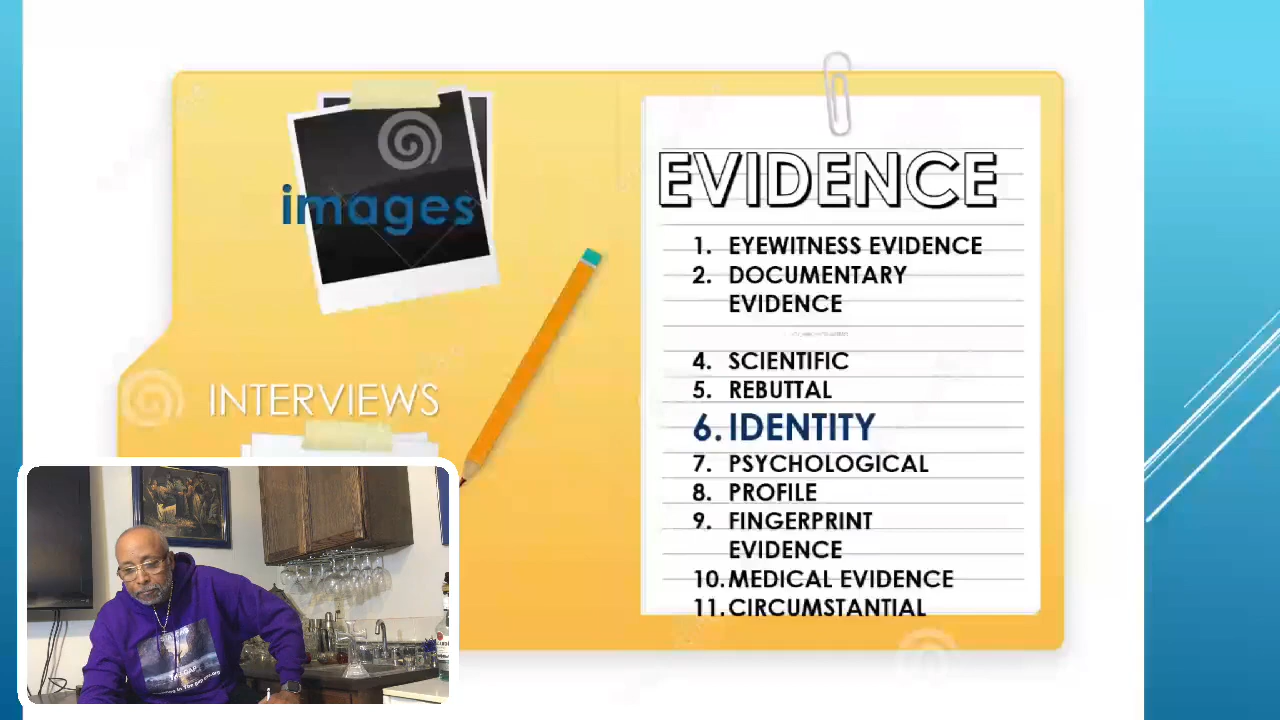 images
INTERVIEWS
EVIDENCE
1. EYEWITNESS EVIDENCE
2. DOCUMENTARY
EVIDENCE
4. SCIENTIFIC
5. REBUTTAL
6. IDENTITY
7. PSYCHOLOGICAL
8. PROFILE
9. FINGERPRINT
EVIDENCE
10. MEDICAL EVIDENCE
11. CIRCUMSTANTIAL